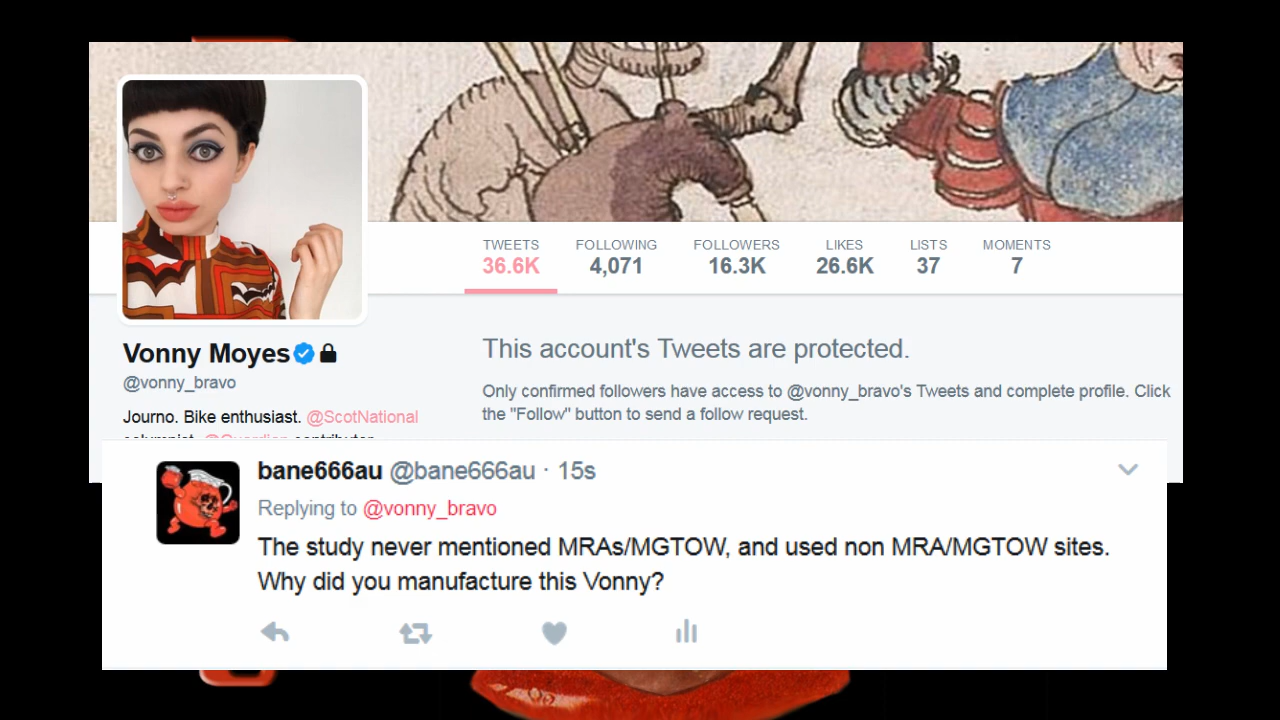 TWEETS FOLLOWING FOLLOWERS LIKES LISTS MOMENTS
36.6K 4,071 16.3K 26.6K 37 7
Vonny Moyes
@vonny_bravo
Journo. Bike enthusiast. @ScotNational
columnist. @Guardian contributor
This account's Tweets are protected.
Only confirmed followers have access to @vonny_bravo's Tweets and complete profile. Click
the "Follow" button to send a follow request.
bane666au @bane666au · 15s
Replying to @vonny_bravo
The study never mentioned MRAs/MGTOW, and used non MRA/MGTOW sites.
Why did you manufacture this Vonny?